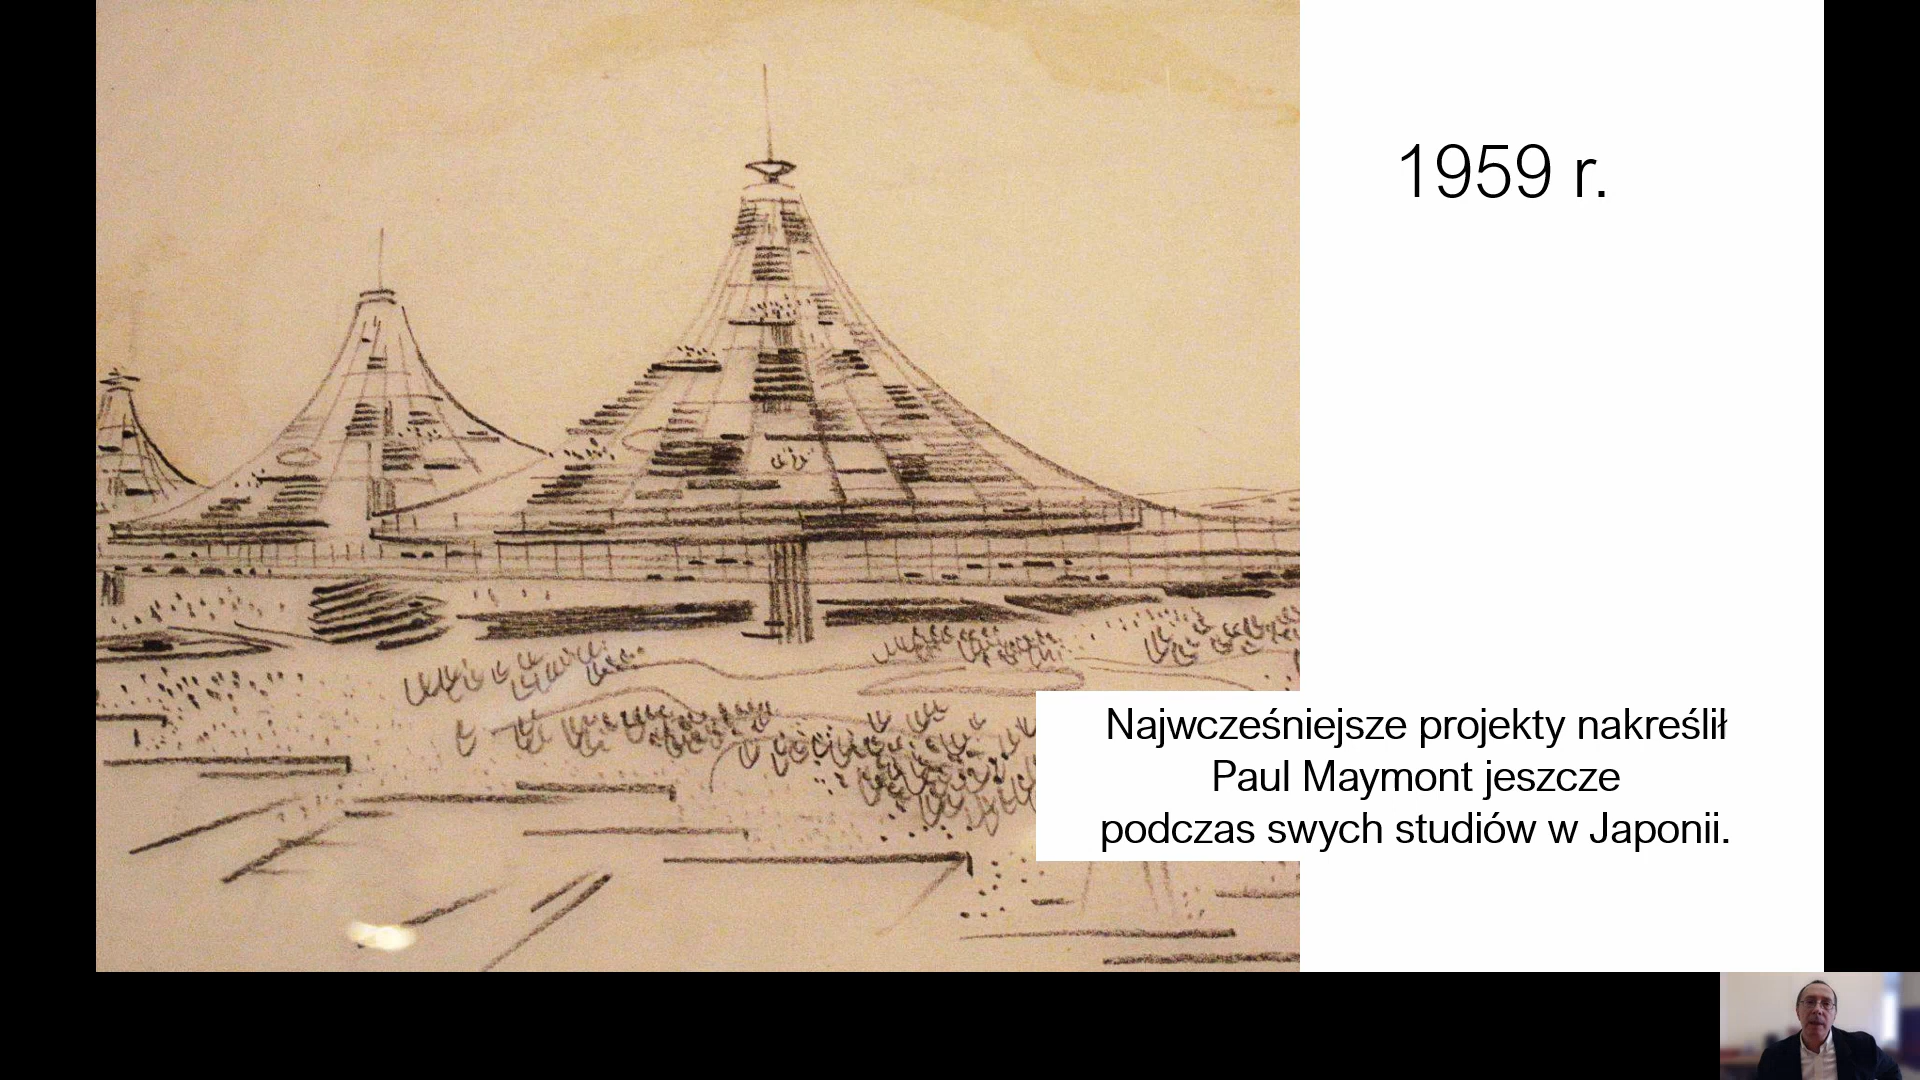 1959 r.
Najwcześniejsze projekty nakreślił
Paul Maymont jeszcze
podczas swych studiów w Japonii.